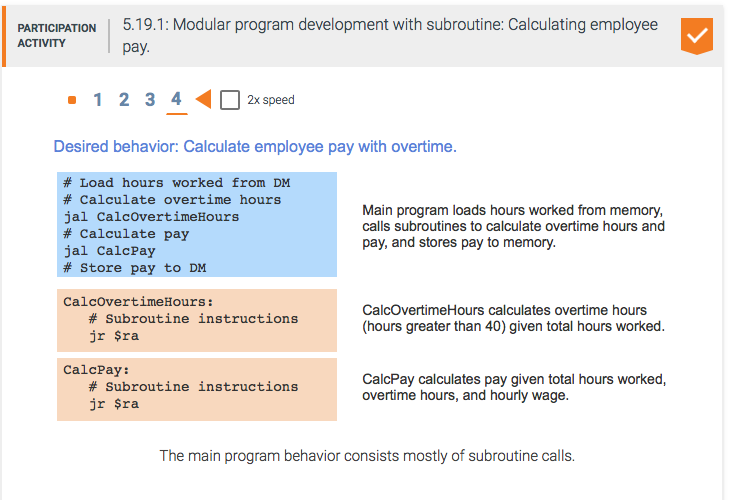 PARTICIPATION
ACTIVITY
5.19.1: Modular program development with subroutine: Calculating employee
pay.
1 2 3 4 2x speed
Desired behavior: Calculate employee pay with overtime.
# Load hours worked from DM
# Calculate overtime hours
jal CalcOvertimeHours
# Calculate pay
jal CalcPay
# Store pay to DM
Main program loads hours worked from memory,
calls subroutines to calculate overtime hours and
pay, and stores pay to memory.
CalcOvertimeHours:
# Subroutine instructions
jr $ra
CalcOvertimeHours calculates overtime hours
(hours greater than 40) given total hours worked.
CalcPay:
# Subroutine instructions
jr $ra
CalcPay calculates pay given total hours worked,
overtime hours, and hourly wage.
The main program behavior consists mostly of subroutine calls.